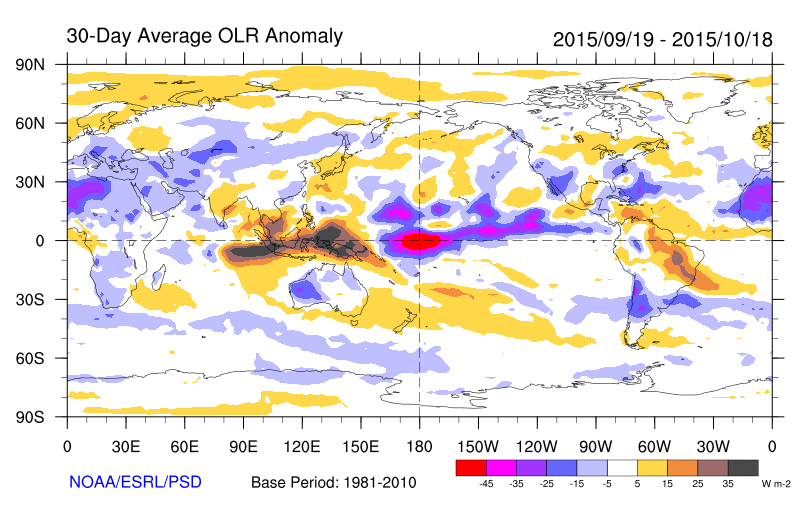 30-Day Average OLR Anomaly 2015/09/19 - 2015/10/18
90N
60N
30N
0
30S
60S
90S
0 30E 60E 90E 120E 150E 180 150W 120W 90W 60W 30W 0
NOAA/ESRL/PSD Base Period: 1981-2010
-45 -35 -25 -15 -5 5 15 25 35 W m-2